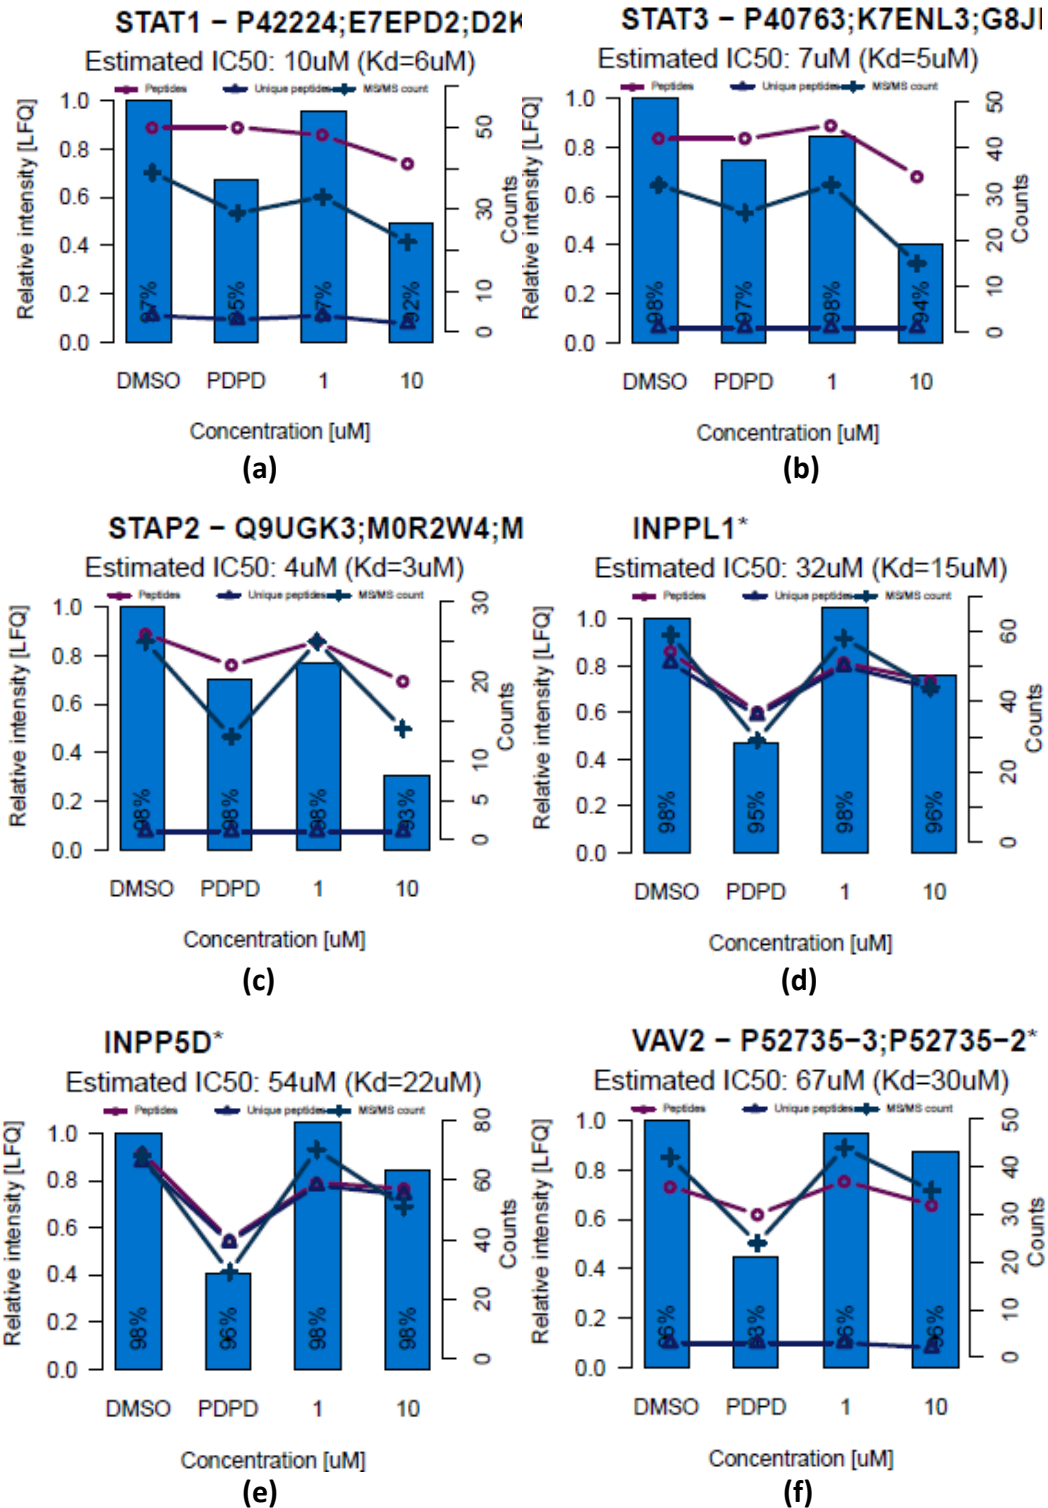 STAT1 − P42224;E7EPD2;D2K
Estimated IC50: 10uM (Kd=6uM)
Peptides Unique peptides MS/MS count
Relative intensity [LFQ]
1.0
0.8
0.6
0.4
0.2
0.0
97% 95% 97% 92%
50
30
10
0
Counts
DMSO PDPD 1 10
Concentration [uM]
(a)
STAT3 − P40763;K7ENL3;G8JI
Estimated IC50: 7uM (Kd=5uM)
Peptides Unique peptides MS/MS count
Relative intensity [LFQ]
1.0
0.8
0.6
0.4
0.2
0.0
98% 97% 98% 94%
50
40
30
20
10
0
Counts
DMSO PDPD 1 10
Concentration [uM]
(b)
STAP2 − Q9UGK3;M0R2W4;M
Estimated IC50: 4uM (Kd=3uM)
Peptides Unique peptides MS/MS count
Relative intensity [LFQ]
1.0
0.8
0.6
0.4
0.2
0.0
98% 98% 98% 93%
30
20
10
5
0
Counts
DMSO PDPD 1 10
Concentration [uM]
(c)
INPPL1*
Estimated IC50: 32uM (Kd=15uM)
Peptides Unique peptides MS/MS count
Relative intensity [LFQ]
1.0
0.8
0.6
0.4
0.2
0.0
98% 95% 98% 96%
60
40
20
0
Counts
DMSO PDPD 1 10
Concentration [uM]
(d)
INPP5D*
Estimated IC50: 54uM (Kd=22uM)
Peptides Unique peptides MS/MS count
Relative intensity [LFQ]
1.0
0.8
0.6
0.4
0.2
0.0
98% 96% 98% 98%
80
60
40
20
0
Counts
DMSO PDPD 1 10
Concentration [uM]
(e)
VAV2 − P52735−3;P52735−2*
Estimated IC50: 67uM (Kd=30uM)
Peptides Unique peptides MS/MS count
Relative intensity [LFQ]
1.0
0.8
0.6
0.4
0.2
0.0
96% 93% 96% 96%
50
40
30
20
10
0
Counts
DMSO PDPD 1 10
Concentration [uM]
(f)